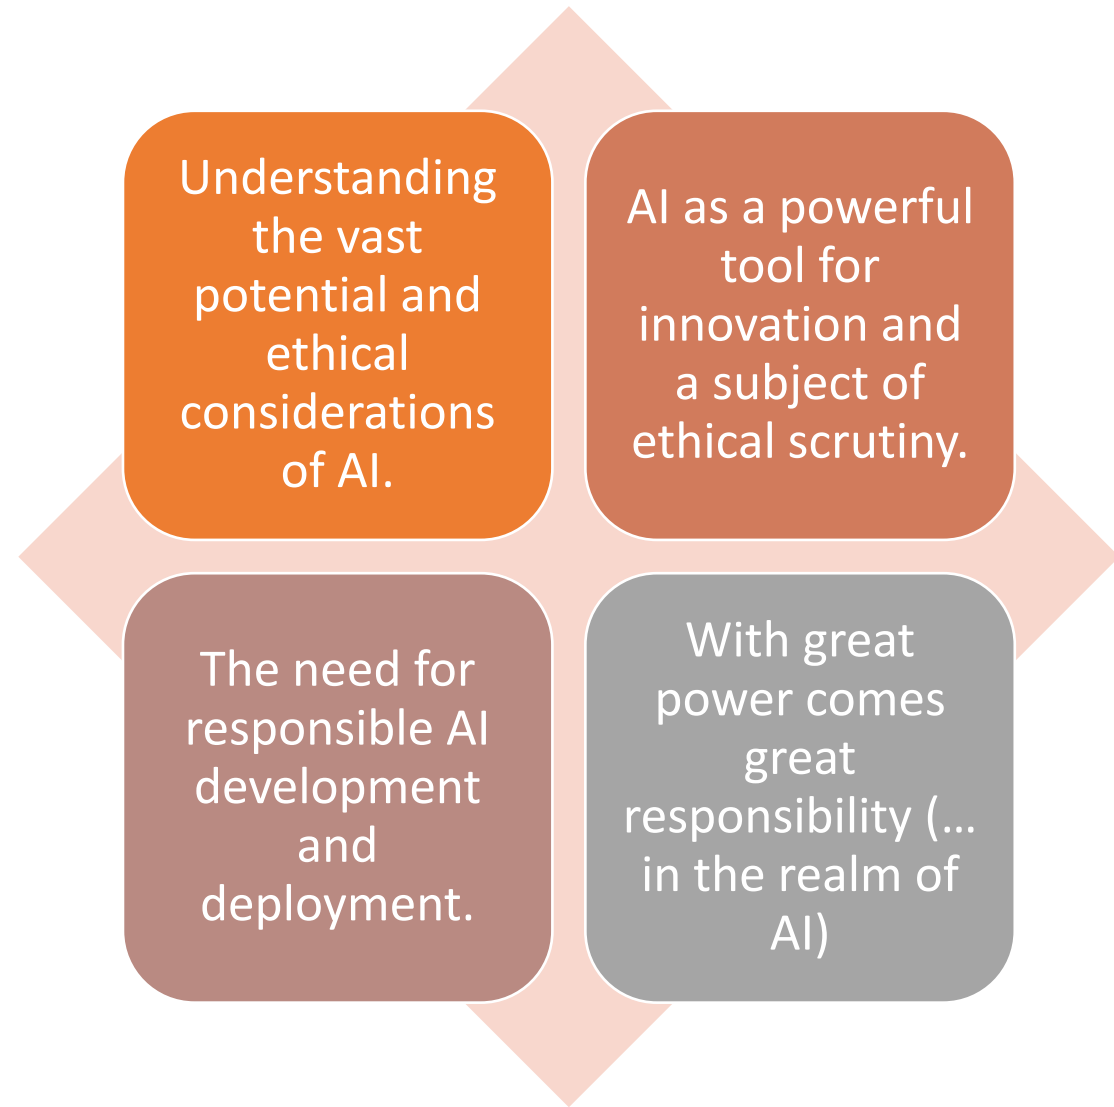 Understanding
the vast
potential and
ethical
considerations
of AI.
AI as a powerful
tool for
innovation and
a subject of
ethical scrutiny.
The need for
responsible AI
development
and
deployment.
With great
power comes
great
responsibility (…
in the realm of
AI)